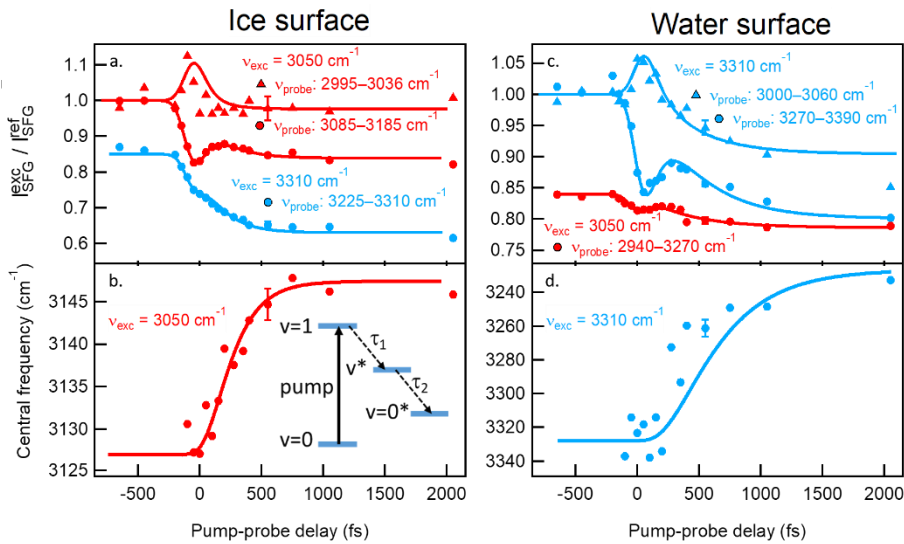 Ice surface
Water surface
I^exc_SFG / I^ref_SFG
a.
ν_exc = 3050 cm⁻¹
ν_probe: 2995–3036 cm⁻¹
ν_probe: 3085–3185 cm⁻¹
ν_exc = 3310 cm⁻¹
ν_probe: 3225–3310 cm⁻¹
1.1
1.0
0.9
0.8
0.7
0.6
c.
ν_exc = 3310 cm⁻¹
ν_probe: 3000–3060 cm⁻¹
ν_probe: 3270–3390 cm⁻¹
ν_exc = 3050 cm⁻¹
ν_probe: 2940–3270 cm⁻¹
1.05
1.00
0.95
0.90
0.85
0.80
0.75
Central frequency (cm⁻¹)
b.
ν_exc = 3050 cm⁻¹
v=1
τ₁
v*
pump
τ₂
v=0*
v=0
3145
3141
3137
3133
3129
3125
d.
ν_exc = 3310 cm⁻¹
3240
3260
3280
3300
3320
3340
-500 0 500 1000 1500 2000
Pump-probe delay (fs)
-500 0 500 1000 1500 2000
Pump-probe delay (fs)